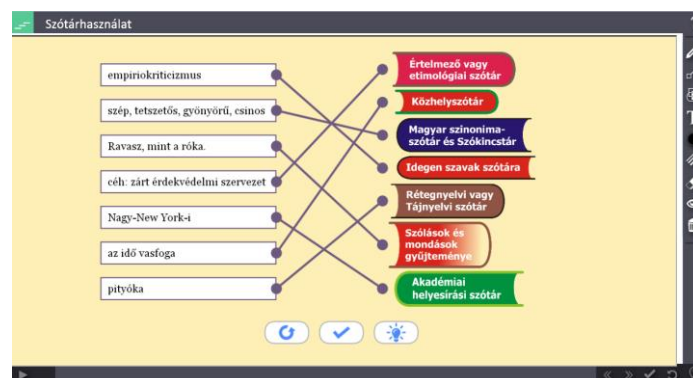 Szótárhasználat
empiriokriticizmus
szép, tetszetős, gyönyörű, csinos
Ravasz, mint a róka.
céh: zárt érdekvédelmi szervezet
Nagy-New York-i
az idő vasfoga
pityóka
Értelmező vagy
etimológiai szótár
Közhelyszótár
Magyar szinonima-
szótár és Szókincstár
Idegen szavak szótára
Rétegnyelvi vagy
Tájnyelvi szótár
Szólások és
mondások
gyűjteménye
Akadémiai
helyesírási szótár